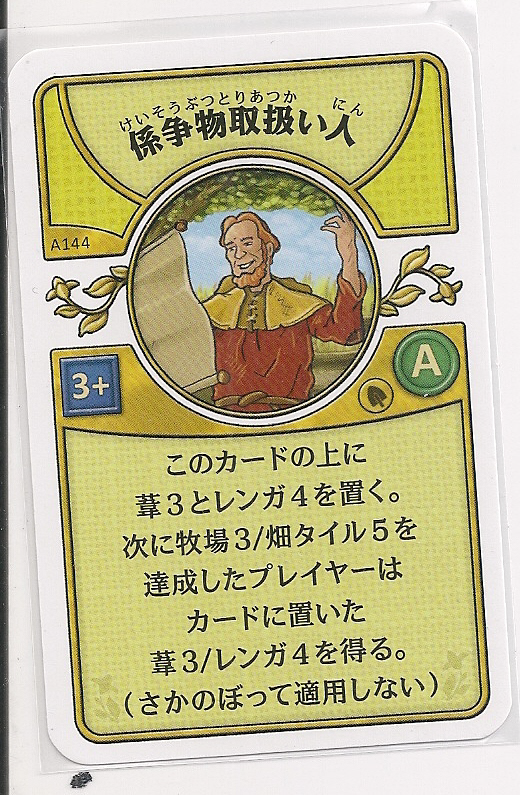 けいそうぶつとりあつか にん
係争物取扱い人
A144
3+
A
このカードの上に
葦3とレンガ4を置く。
次に牧場3/畑タイル5を
達成したプレイヤーは
カードに置いた
葦3/レンガ4を得る。
(さかのぼって適用しない)